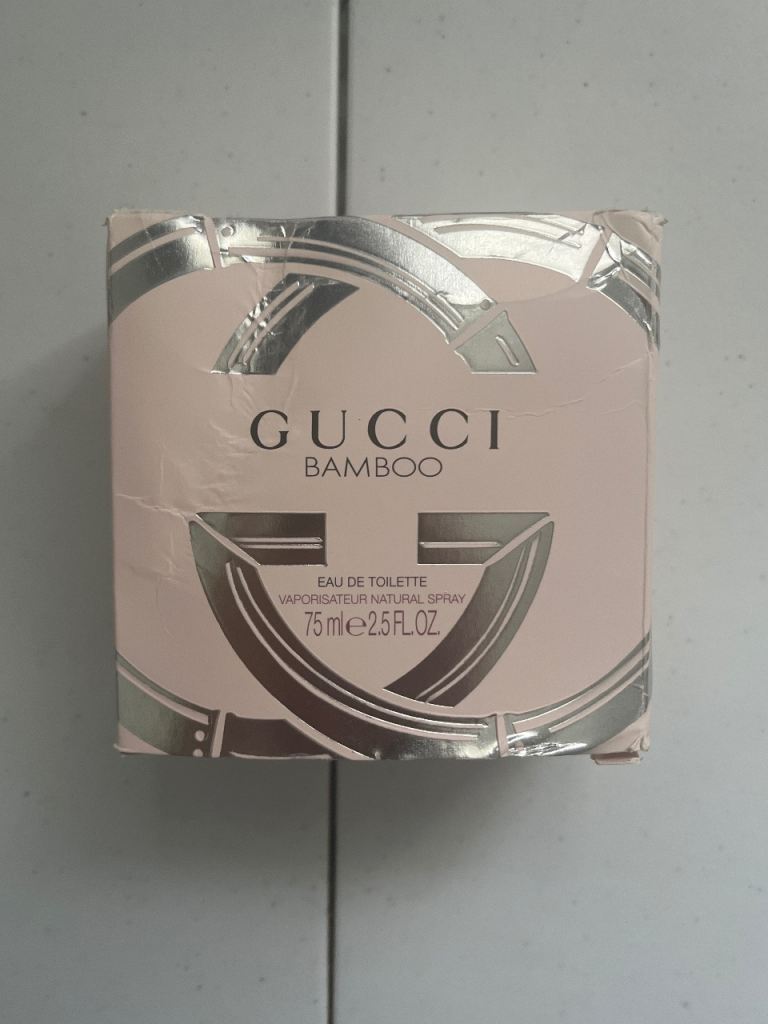 GUCCI
BAMBOO
EAU DE TOILETTE
VAPORISATEUR NATURAL SPRAY
75 ml℮2.5 FL.OZ.